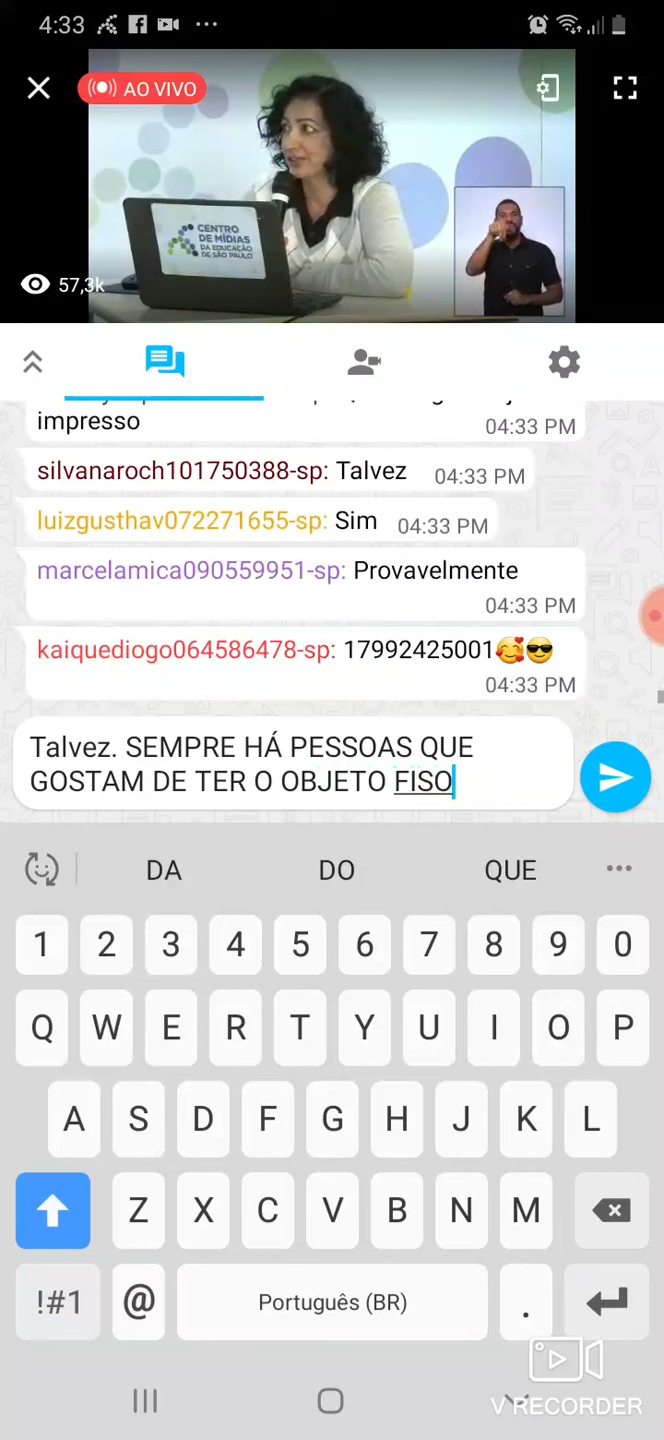 4:33
AO VIVO
CENTRO
DE MÍDIAS
DA EDUCAÇÃO
DE SÃO PAULO
57,3k
impresso
04:33 PM
silvanaroch101750388-sp: Talvez 04:33 PM
luizgusthav072271655-sp: Sim 04:33 PM
marcelamica090559951-sp: Provavelmente
04:33 PM
kaiquediogo064586478-sp: 17992425001🥰😎
04:33 PM
Talvez. SEMPRE HÁ PESSOAS QUE
GOSTAM DE TER O OBJETO FISO
DA DO QUE ...
1 2 3 4 5 6 7 8 9 0
Q W E R T Y U I O P
A S D F G H J K L
Z X C V B N M
!#1 @ Português (BR) .
V RECORDER